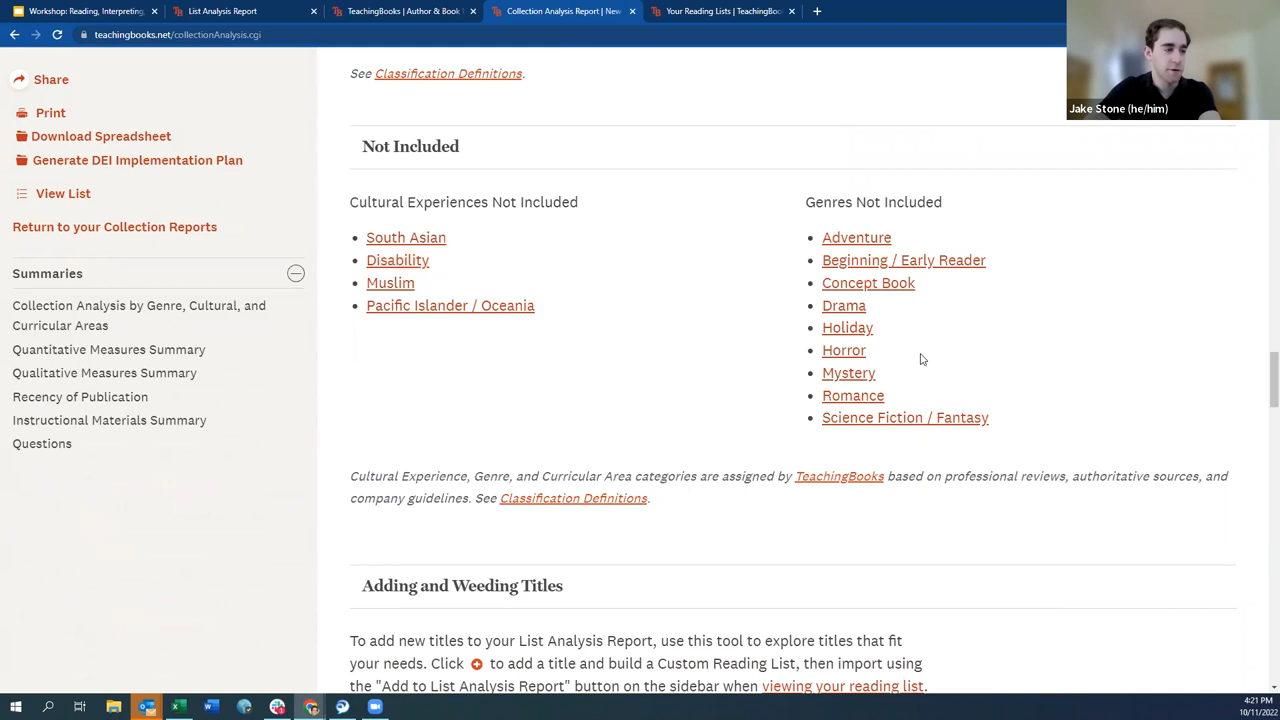 Workshop: Reading, Interpreting,
List Analysis Report
TeachingBooks | Author & Book
Collection Analysis Report | New
Your Reading Lists | TeachingBoo
teachingbooks.net/collectionAnalysis.cgi
Jake Stone (he/him)
Share
Print
Download Spreadsheet
Generate DEI Implementation Plan
View List
Return to your Collection Reports
Summaries
Collection Analysis by Genre, Cultural, and
Curricular Areas
Quantitative Measures Summary
Qualitative Measures Summary
Recency of Publication
Instructional Materials Summary
Questions
See Classification Definitions.
Not Included
Cultural Experiences Not Included
• South Asian
• Disability
• Muslim
• Pacific Islander / Oceania
Genres Not Included
• Adventure
• Beginning / Early Reader
• Concept Book
• Drama
• Holiday
• Horror
• Mystery
• Romance
• Science Fiction / Fantasy
Cultural Experience, Genre, and Curricular Area categories are assigned by TeachingBooks based on professional reviews, authoritative sources, and
company guidelines. See Classification Definitions.
Adding and Weeding Titles
To add new titles to your List Analysis Report, use this tool to explore titles that fit
your needs. Click + to add a title and build a Custom Reading List, then import using
the "Add to List Analysis Report" button on the sidebar when viewing your reading list.
4:21 PM
10/11/2022